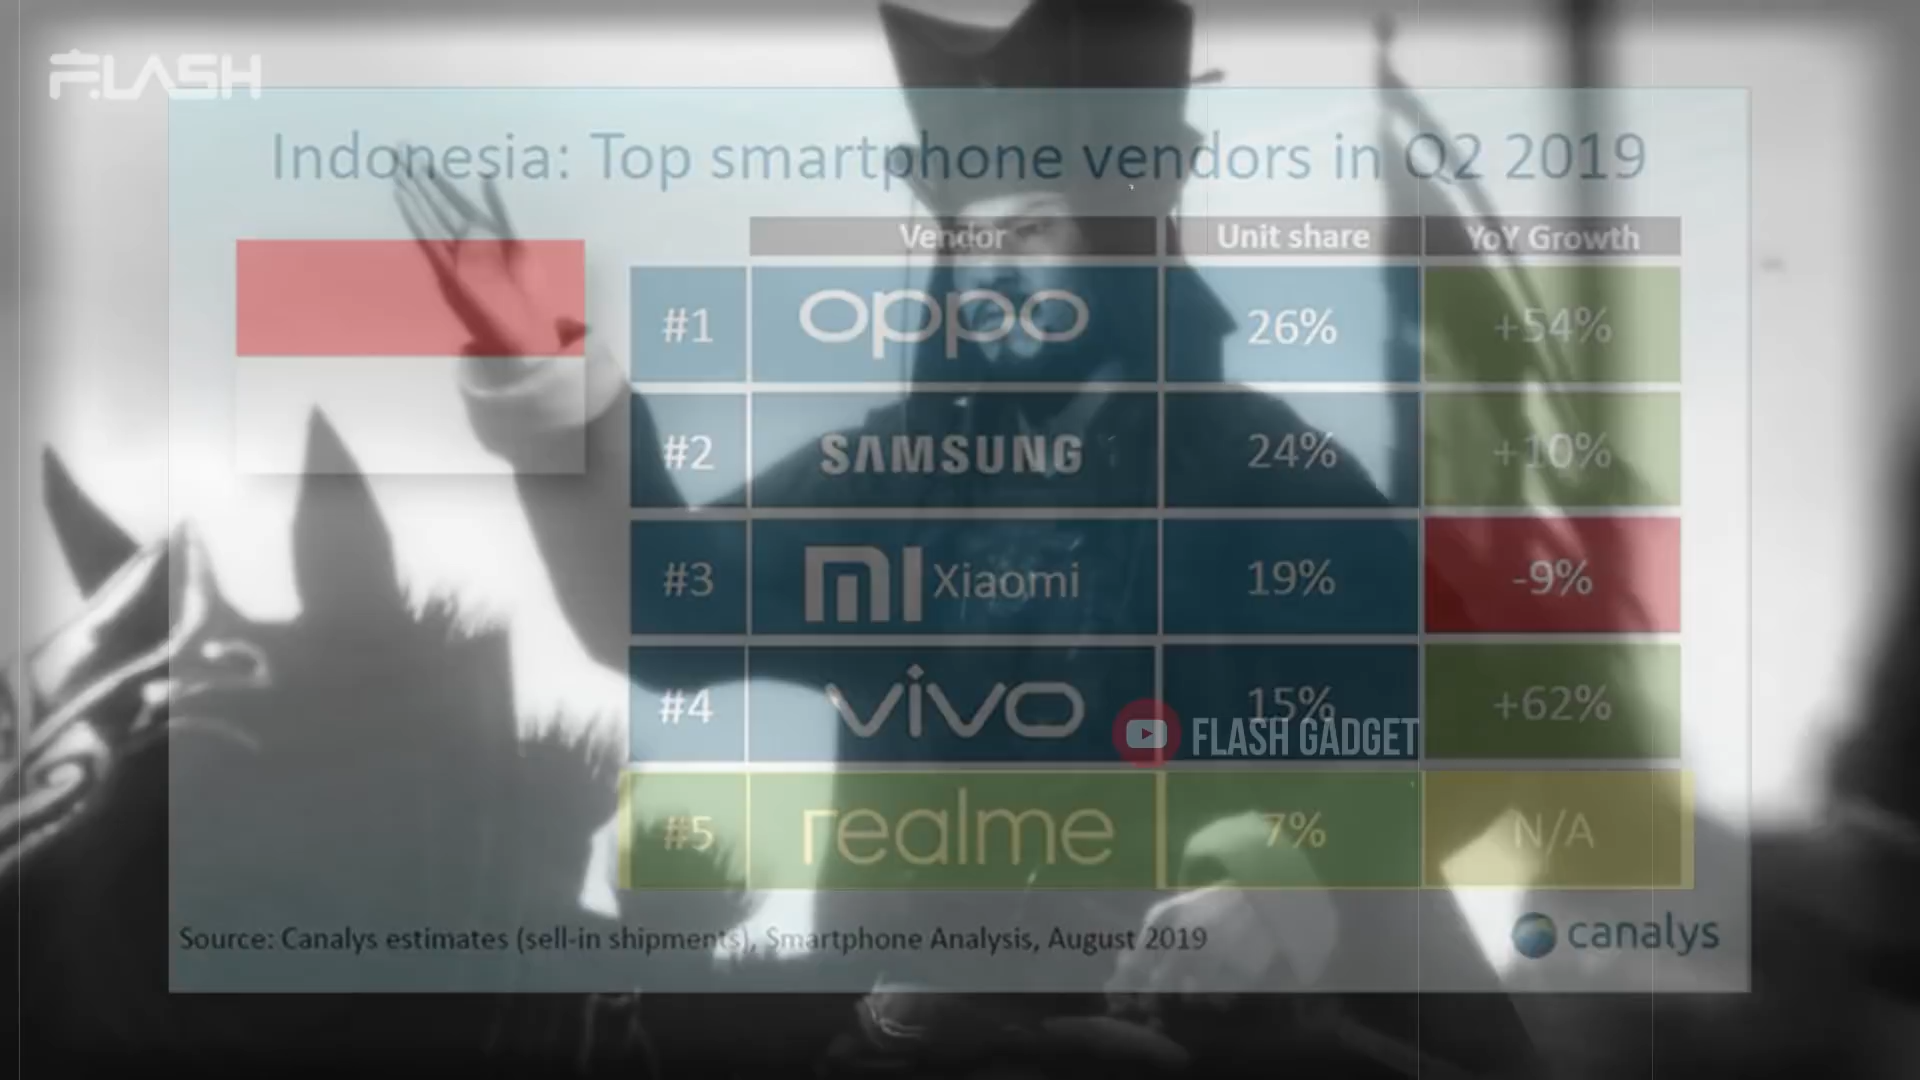 FLASH
Indonesia: Top smartphone vendors in Q2 2019
Vendor Unit share YoY Growth
#1 oppo 26% +54%
#2 SAMSUNG 24% +10%
#3 MI Xiaomi 19% -9%
#4 vivo 15% +62%
FLASH GADGET
#5 realme 7% N/A
Source: Canalys estimates (sell-in shipments), Smartphone Analysis, August 2019
canalys